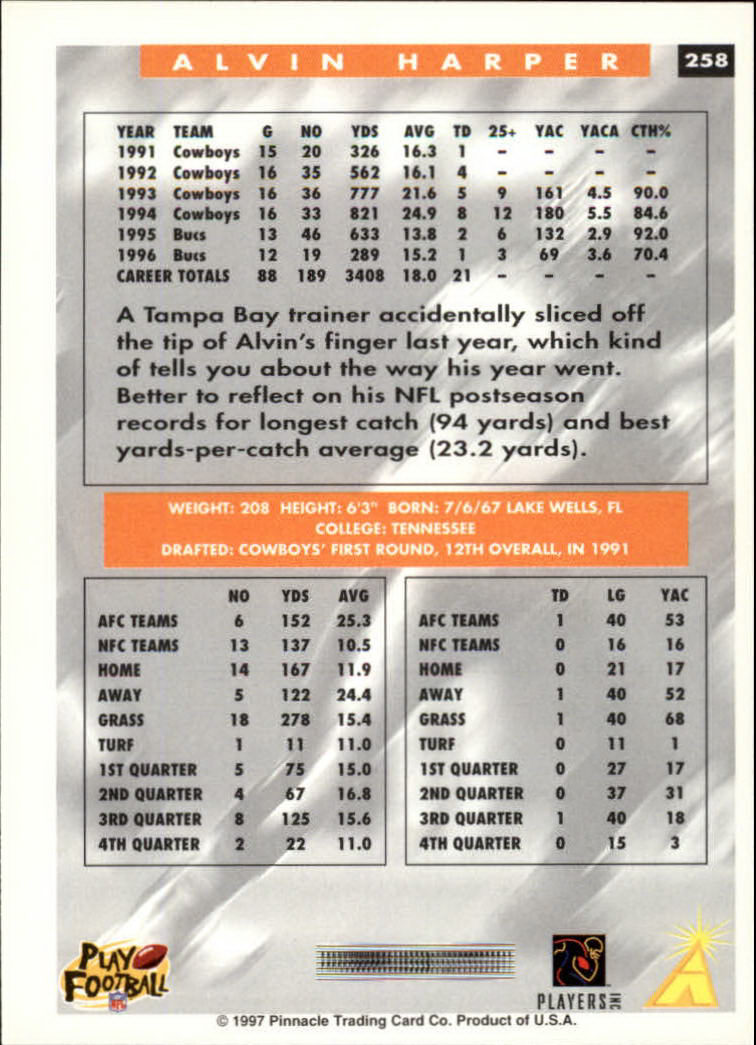 ALVIN HARPER 258
YEAR TEAM G NO YDS AVG TD 25+ YAC YACA CTH%
1991 Cowboys 15 20 326 16.3 1 - - - -
1992 Cowboys 16 35 562 16.1 4 - - - -
1993 Cowboys 16 36 777 21.6 5 9 161 4.5 90.0
1994 Cowboys 16 33 821 24.9 8 12 180 5.5 84.6
1995 Bucs 13 46 633 13.8 2 6 132 2.9 92.0
1996 Bucs 12 19 289 15.2 1 3 69 3.6 70.4
CAREER TOTALS 88 189 3408 18.0 21 - - - -
A Tampa Bay trainer accidentally sliced off
the tip of Alvin's finger last year, which kind
of tells you about the way his year went.
Better to reflect on his NFL postseason
records for longest catch (94 yards) and best
yards-per-catch average (23.2 yards).
WEIGHT: 208 HEIGHT: 6'3" BORN: 7/6/67 LAKE WELLS, FL
COLLEGE: TENNESSEE
DRAFTED: COWBOYS' FIRST ROUND, 12TH OVERALL, IN 1991
NO YDS AVG
AFC TEAMS 6 152 25.3
NFC TEAMS 13 137 10.5
HOME 14 167 11.9
AWAY 5 122 24.4
GRASS 18 278 15.4
TURF 1 11 11.0
1ST QUARTER 5 75 15.0
2ND QUARTER 4 67 16.8
3RD QUARTER 8 125 15.6
4TH QUARTER 2 22 11.0
TD LG YAC
AFC TEAMS 1 40 53
NFC TEAMS 0 16 16
HOME 0 21 17
AWAY 1 40 52
GRASS 1 40 68
TURF 0 11 1
1ST QUARTER 0 27 17
2ND QUARTER 0 37 31
3RD QUARTER 1 40 18
4TH QUARTER 0 15 3
PLAY
FOOTBALL
NFL
PLAYERS INC
© 1997 Pinnacle Trading Card Co. Product of U.S.A.